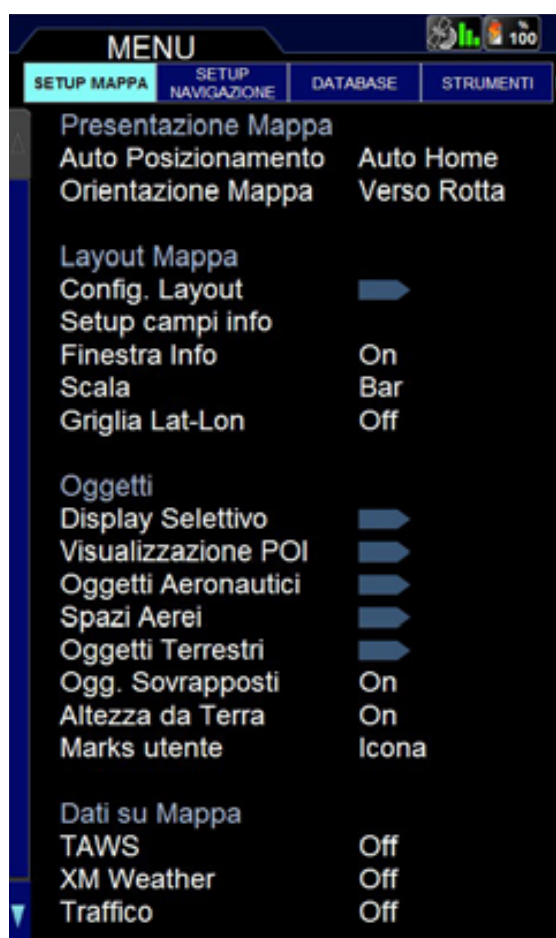 MENU
%
100
SETUP MAPPA
SETUP
NAVIGAZIONE
DATABASE
STRUMENTI
Presentazione Mappa
Auto Posizionamento Auto Home
Orientazione Mappa Verso Rotta
Layout Mappa
Config. Layout
Setup campi info
Finestra Info On
Scala Bar
Griglia Lat-Lon Off
Oggetti
Display Selettivo
Visualizzazione POI
Oggetti Aeronautici
Spazi Aerei
Oggetti Terrestri
Ogg. Sovrapposti On
Altezza da Terra On
Marks utente Icona
Dati su Mappa
TAWS Off
XM Weather Off
Traffico Off